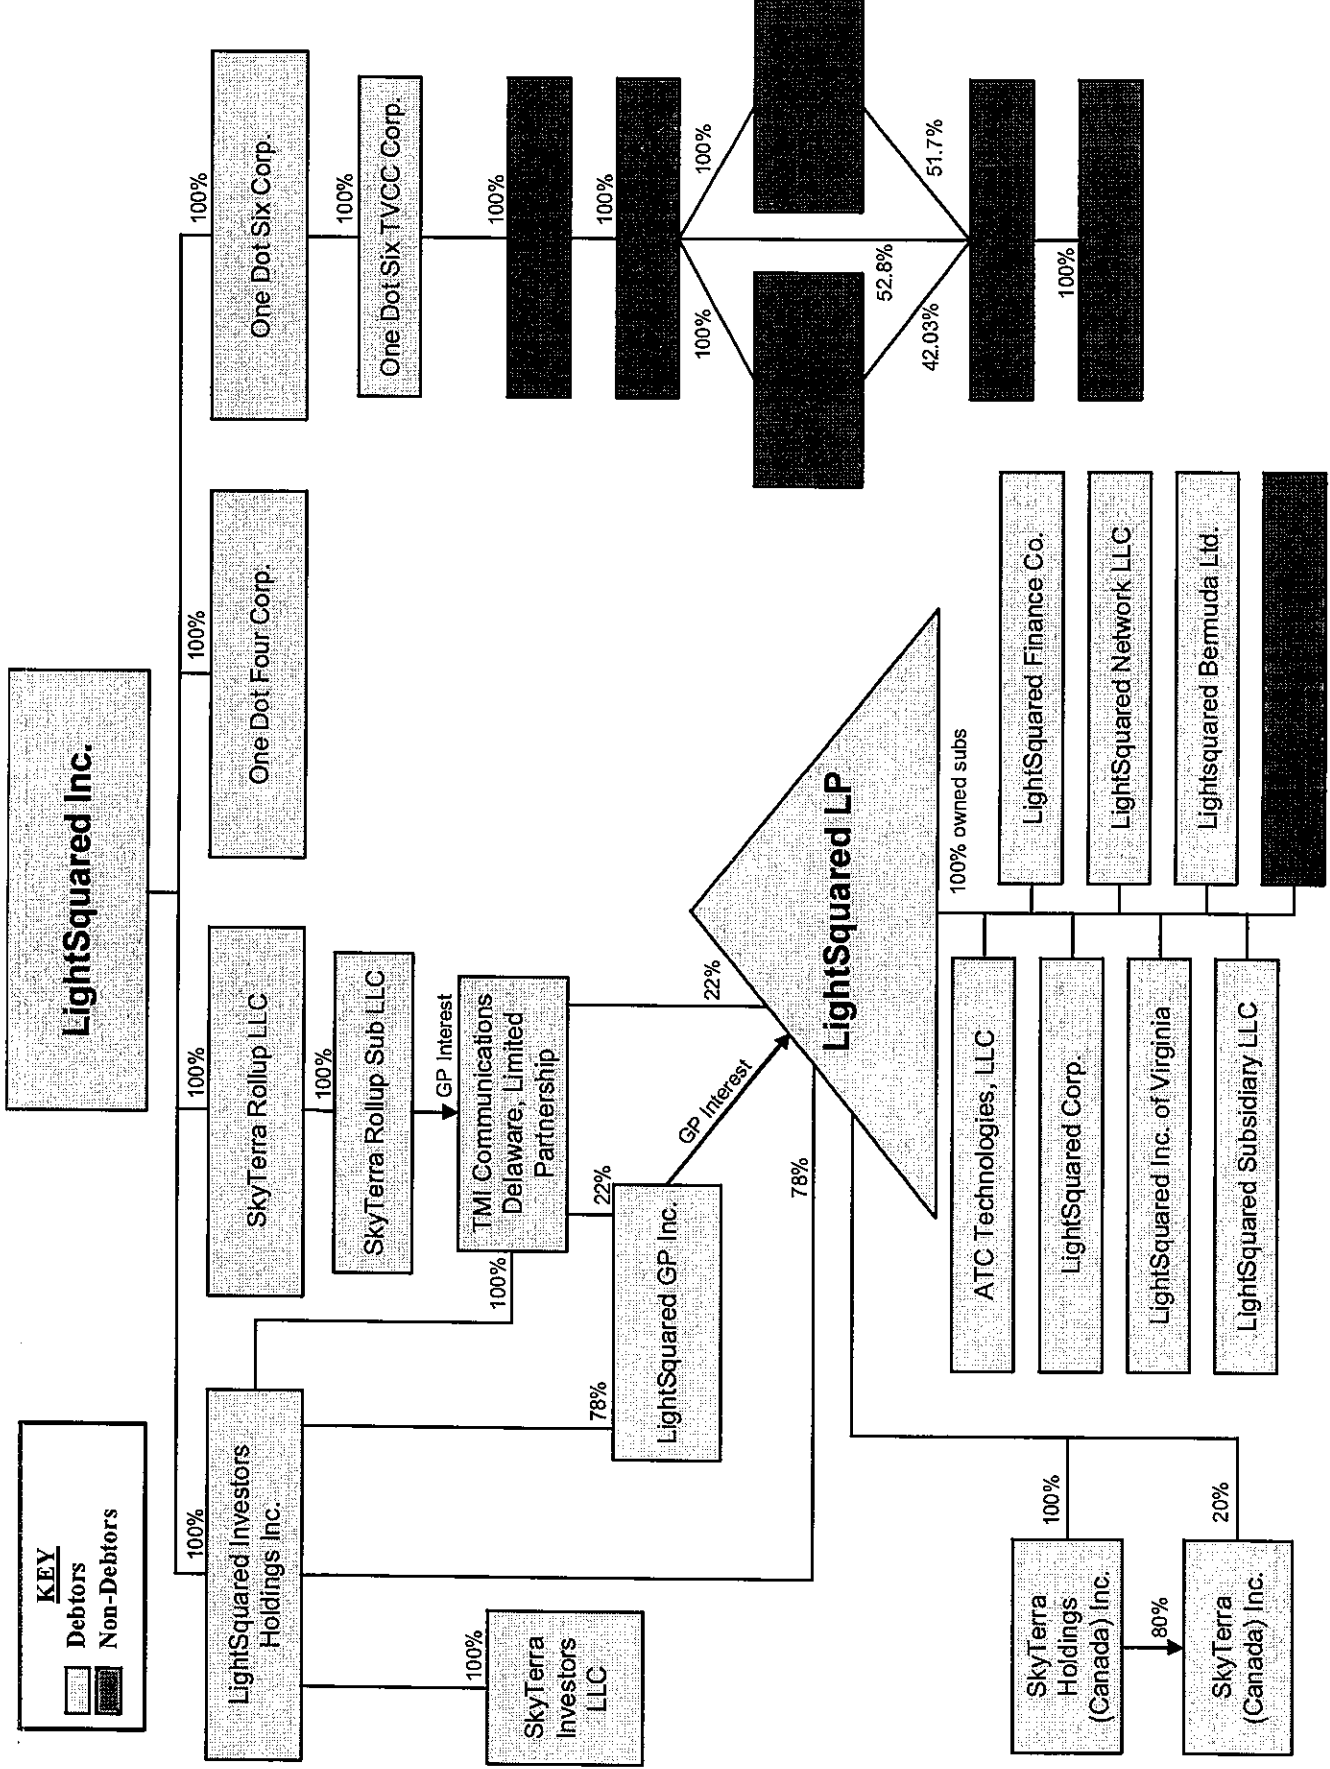 KEY
Debtors
Non-Debtors
LightSquared Inc.
100%
100%
100%
100%
LightSquared Investors
Holdings Inc.
SkyTerra Rollup LLC
One Dot Four Corp.
One Dot Six Corp.
100%
100%
SkyTerra Rollup Sub LLC
One Dot Six TVCC Corp.
GP Interest
100%
SkyTerra
Investors
LLC
100%
TMI Communications
Delaware, Limited
Partnership
100%
100%
78%
22%
LightSquared GP Inc.
GP Interest
22%
100%
100%
78%
LightSquared LP
52.8%
42.03%
51.7%
100% owned subs
100%
100%
SkyTerra
Holdings
(Canada) Inc.
80%
20%
SkyTerra
(Canada) Inc.
ATC Technologies, LLC
LightSquared Finance Co.
LightSquared Corp.
LightSquared Network LLC
LightSquared Inc. of Virginia
Lightsquared Bermuda Ltd.
LightSquared Subsidiary LLC